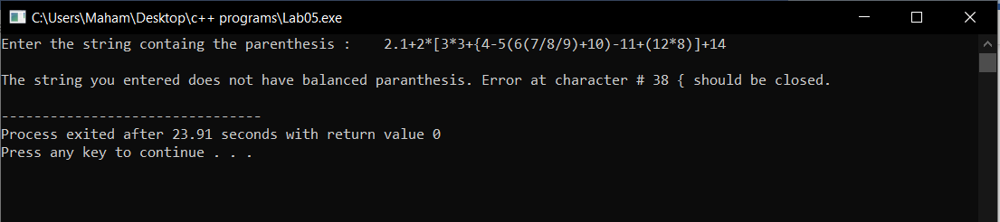 C:\Users\Maham\Desktop\c++ programs\Lab05.exe
Enter the string containg the parenthesis :    2.1+2*[3*3+{4-5(6(7/8/9)+10)-11+(12*8)]+14
The string you entered does not have balanced paranthesis. Error at character # 38 { should be closed.
--------------------------------
Process exited after 23.91 seconds with return value 0
Press any key to continue . . .